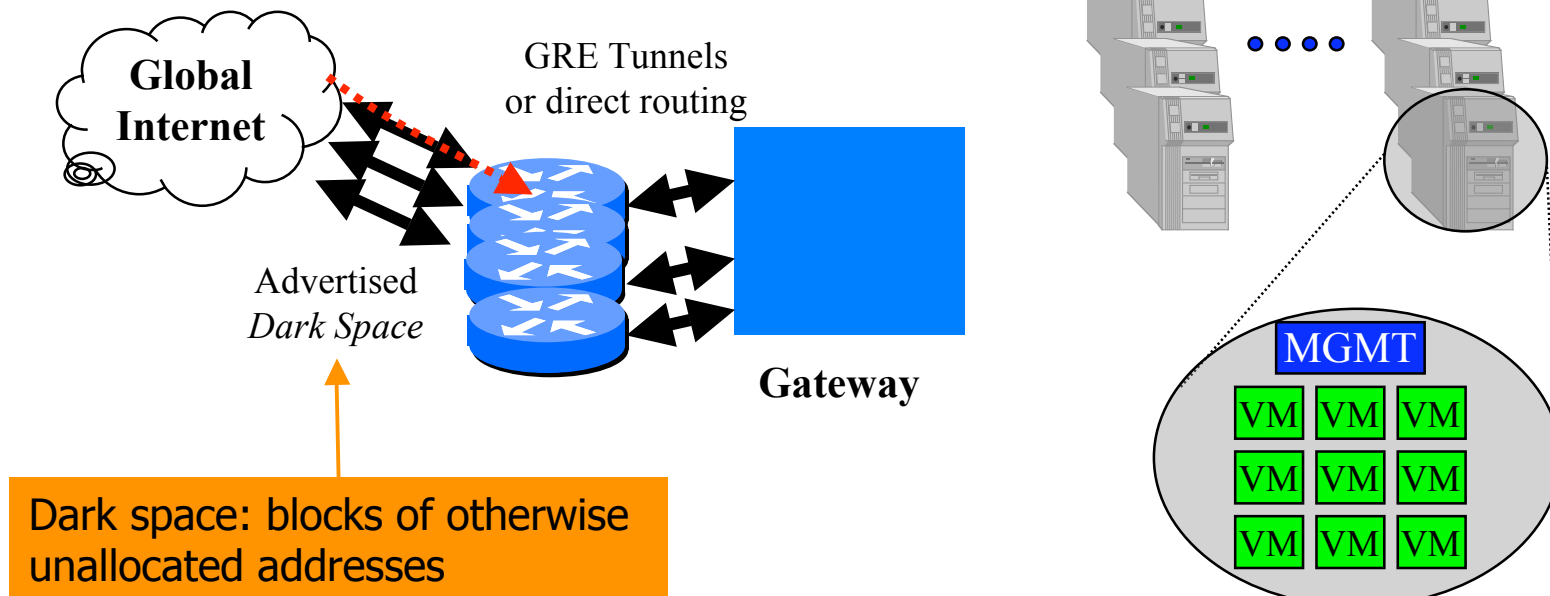 Global
Internet
GRE Tunnels
or direct routing
Advertised
Dark Space
Gateway
Dark space: blocks of otherwise
unallocated addresses
MGMT
VM VM VM
VM VM VM
VM VM VM